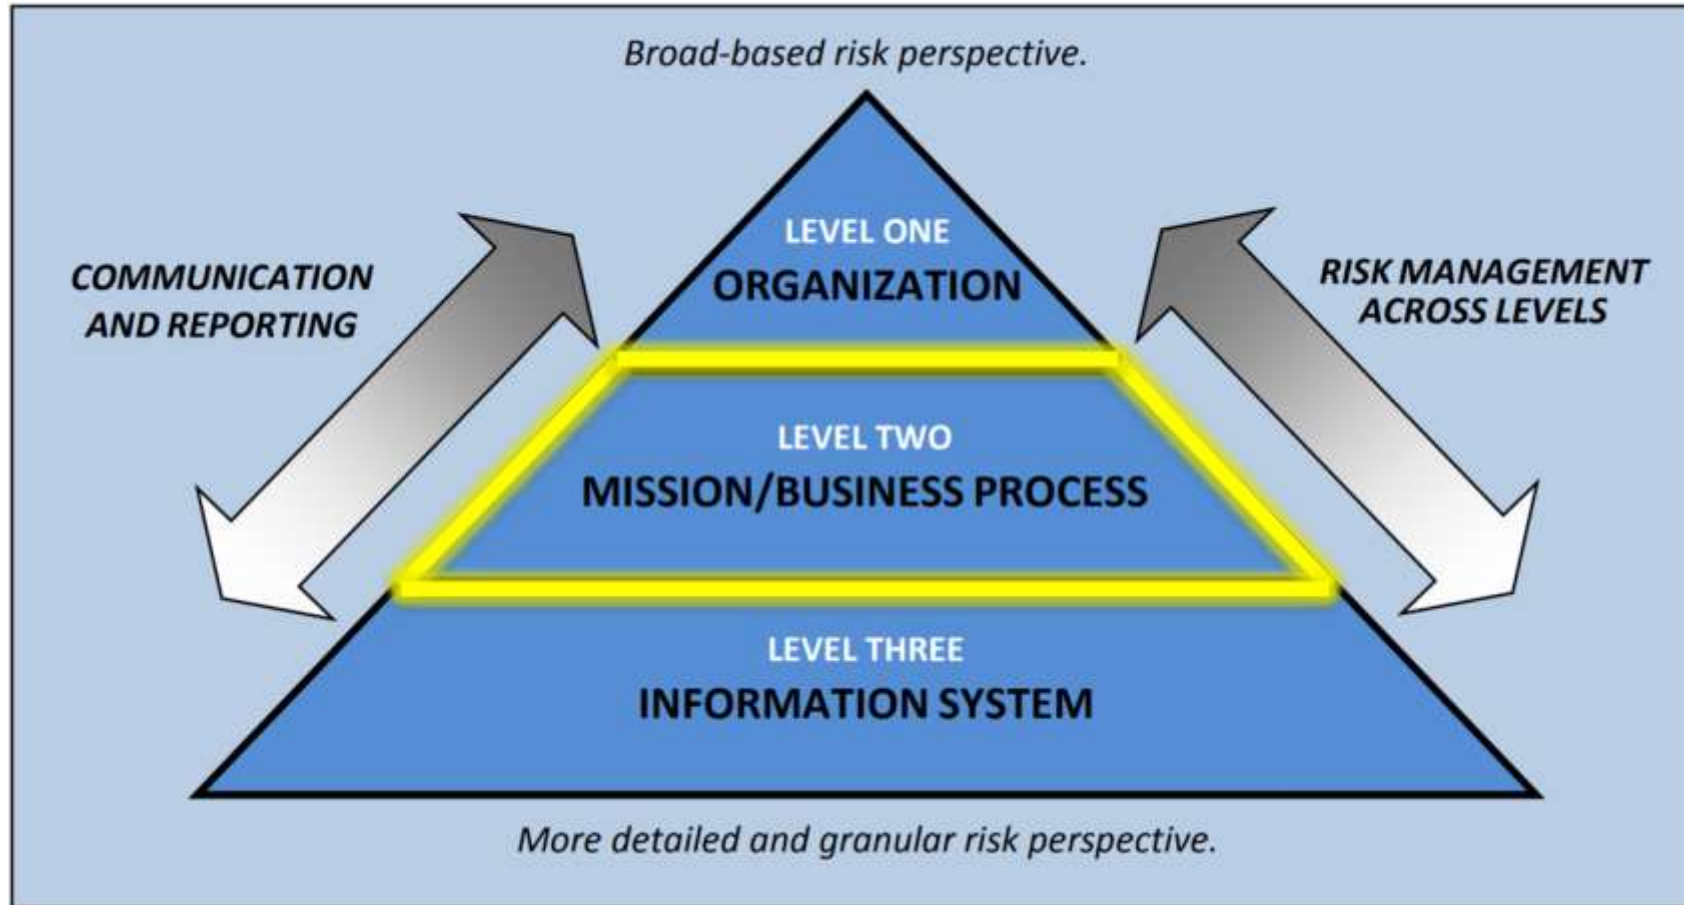 Broad-based risk perspective.
LEVEL ONE
ORGANIZATION
COMMUNICATION
AND REPORTING
RISK MANAGEMENT
ACROSS LEVELS
LEVEL TWO
MISSION/BUSINESS PROCESS
LEVEL THREE
INFORMATION SYSTEM
More detailed and granular risk perspective.